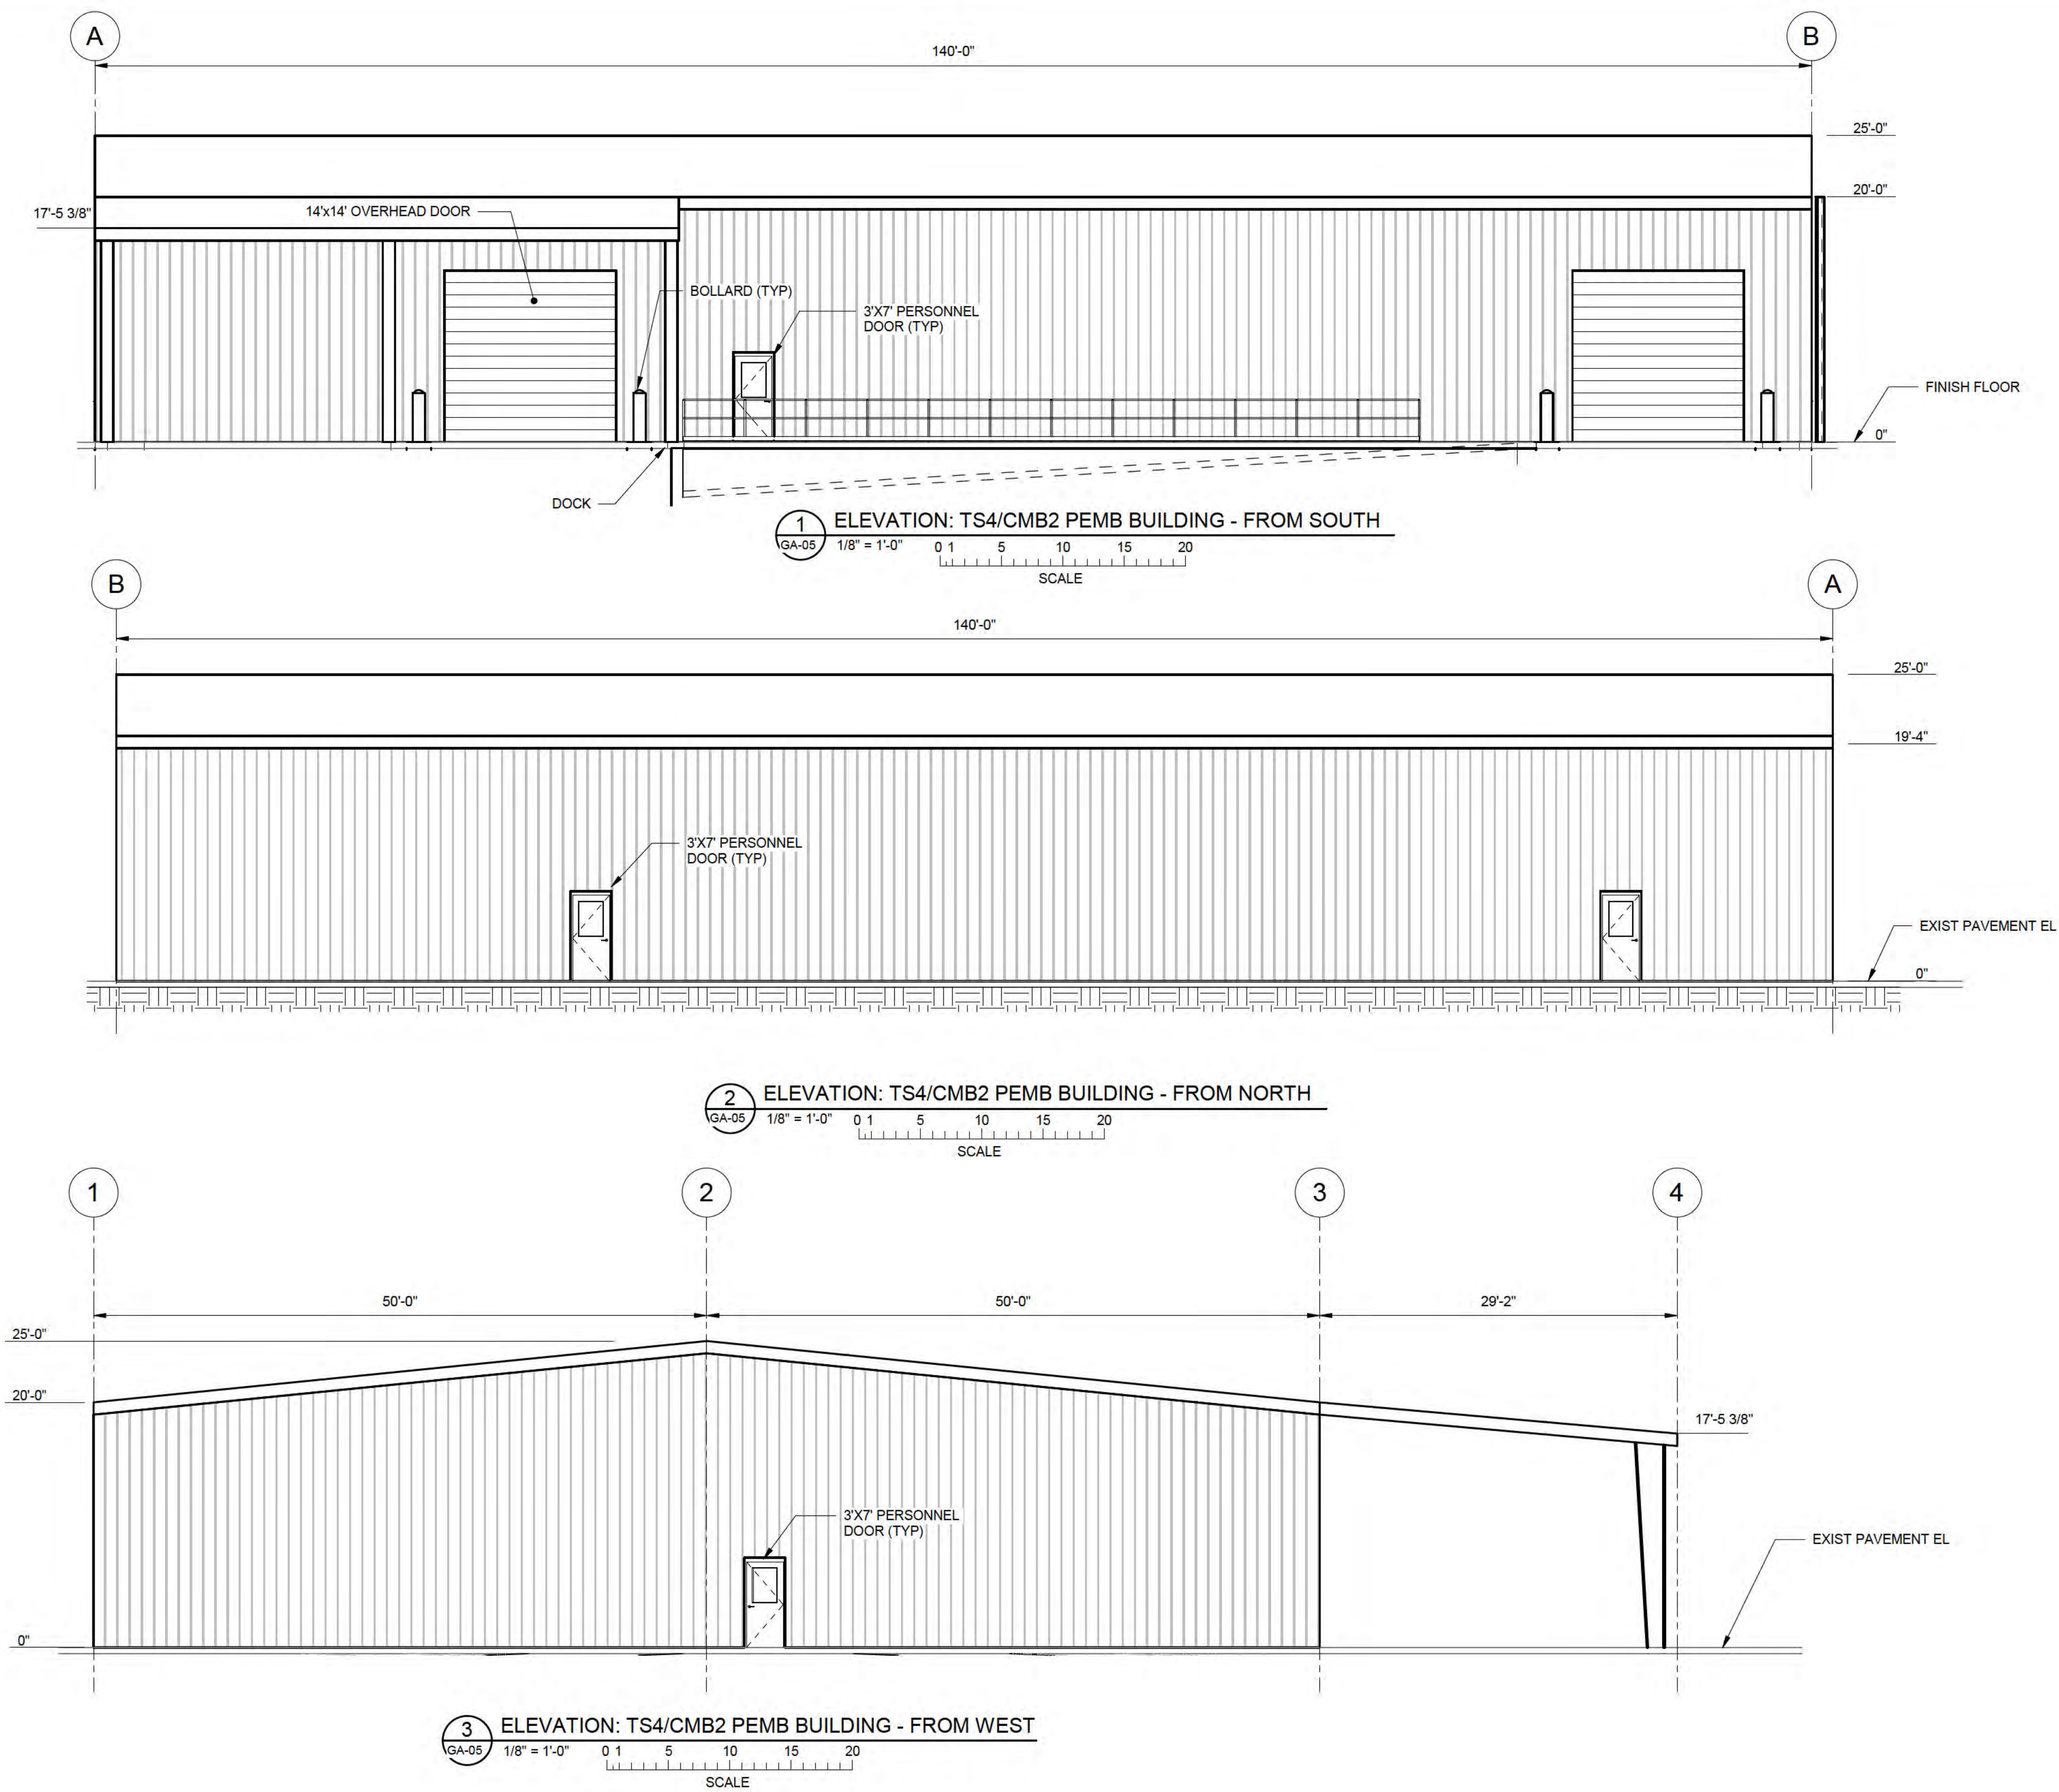 A
B
140'-0"
25'-0"
20'-0"
17'-5 3/8"
14'x14' OVERHEAD DOOR
BOLLARD (TYP)
3'X7' PERSONNEL
DOOR (TYP)
FINISH FLOOR
0"
DOCK
1
GA-05
ELEVATION: TS4/CMB2 PEMB BUILDING - FROM SOUTH
1/8" = 1'-0"
0 1 5 10 15 20
SCALE
B
A
140'-0"
25'-0"
19'-4"
3'X7' PERSONNEL
DOOR (TYP)
EXIST PAVEMENT EL
0"
2
GA-05
ELEVATION: TS4/CMB2 PEMB BUILDING - FROM NORTH
1/8" = 1'-0"
0 1 5 10 15 20
SCALE
1
2
3
4
50'-0"
50'-0"
29'-2"
25'-0"
20'-0"
17'-5 3/8"
3'X7' PERSONNEL
DOOR (TYP)
EXIST PAVEMENT EL
0"
3
GA-05
ELEVATION: TS4/CMB2 PEMB BUILDING - FROM WEST
1/8" = 1'-0"
0 1 5 10 15 20
SCALE